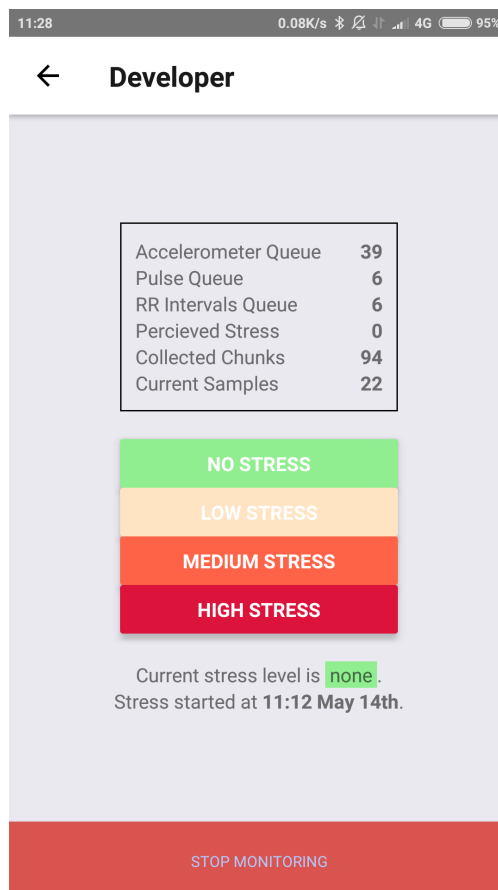 11:28 0.08K/s 4G 95%
Developer
Accelerometer Queue 39
Pulse Queue 6
RR Intervals Queue 6
Percieved Stress 0
Collected Chunks 94
Current Samples 22
NO STRESS
LOW STRESS
MEDIUM STRESS
HIGH STRESS
Current stress level is none.
Stress started at 11:12 May 14th.
STOP MONITORING